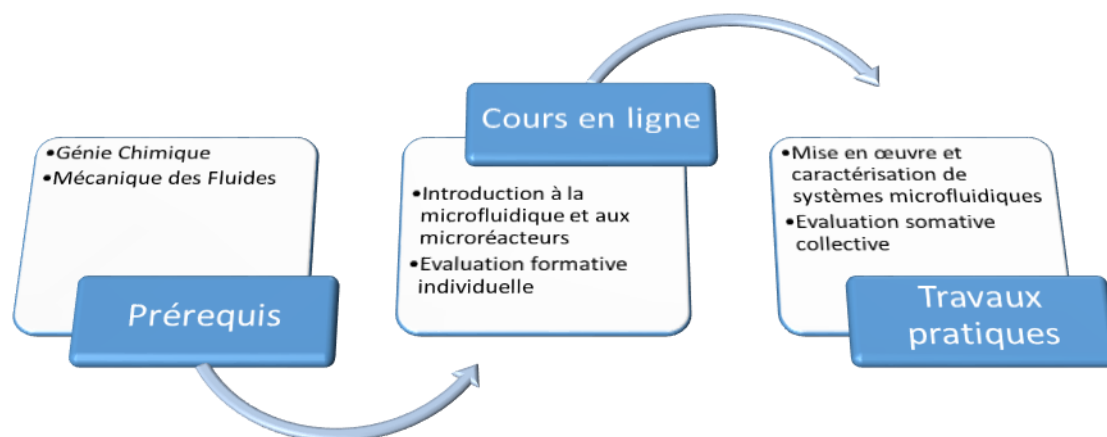 •Génie Chimique
•Mécanique des Fluides
Prérequis
Cours en ligne
•Introduction à la
microfluidique et aux
microréacteurs
•Evaluation formative
individuelle
•Mise en œuvre et
caractérisation de
systèmes microfluidiques
•Evaluation somative
collective
Travaux
pratiques